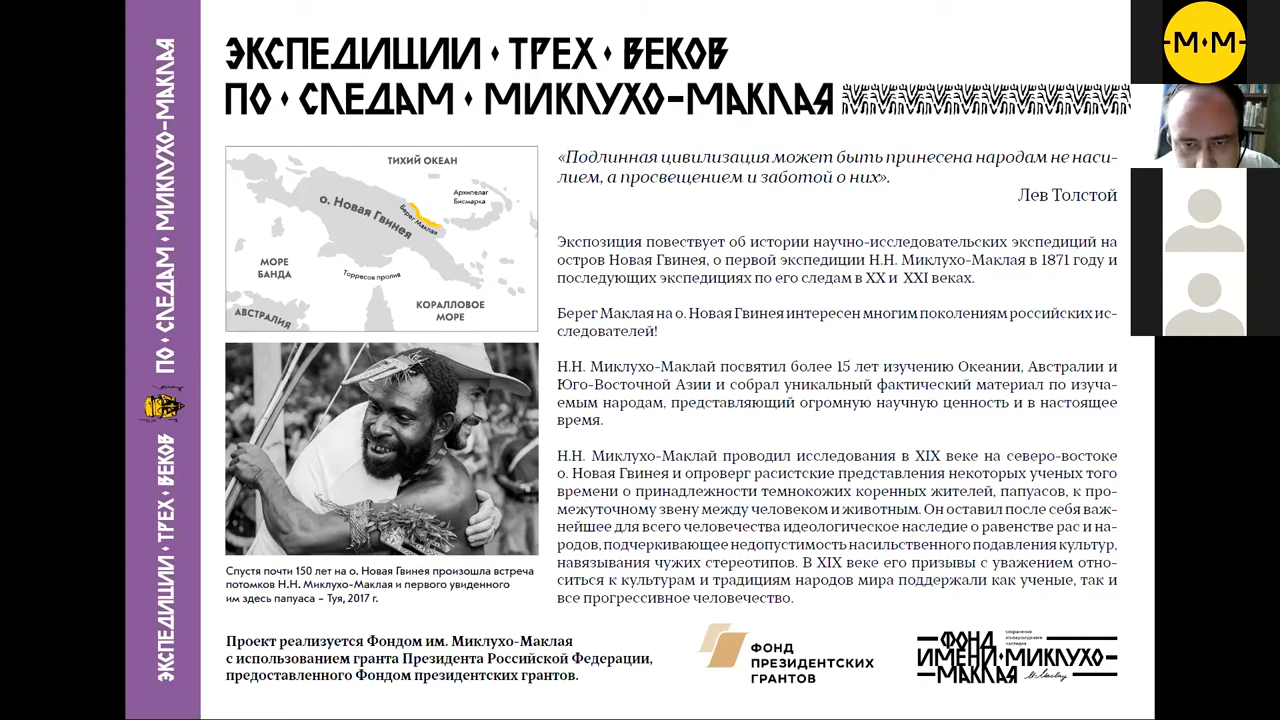 ЭКСПЕДИЦИИ · ТРЕХ · ВЕКОВ ПО · СЛЕДАМ · МИКЛУХО-МАКЛАЯ
ЭКСПЕДИЦИИ · ТРЕХ · ВЕКОВ
ПО · СЛЕДАМ · МИКЛУХО-МАКЛАЯ
ТИХИЙ ОКЕАН
Архипелаг
Бисмарка
о. Новая Гвинея
Берег Маклая
МОРЕ
БАНДА
Торресов пролив
КОРАЛЛОВОЕ
МОРЕ
АВСТРАЛИЯ
Спустя почти 150 лет на о. Новая Гвинея произошла встреча
потомков Н.Н. Миклухо-Маклая и первого увиденного
им здесь папуаса – Туя, 2017 г.
«Подлинная цивилизация может быть принесена народам не наси-
лием, а просвещением и заботой о них».
Лев Толстой
Экспозиция повествует об истории научно-исследовательских экспедиций на
остров Новая Гвинея, о первой экспедиции Н.Н. Миклухо-Маклая в 1871 году и
последующих экспедициях по его следам в XX и XXI веках.
Берег Маклая на о. Новая Гвинея интересен многим поколениям российских ис-
следователей!
Н.Н. Миклухо-Маклай посвятил более 15 лет изучению Океании, Австралии и
Юго-Восточной Азии и собрал уникальный фактический материал по изуча-
емым народам, представляющий огромную научную ценность и в настоящее
время.
Н.Н. Миклухо-Маклай проводил исследования в XIX веке на северо-востоке
о. Новая Гвинея и опроверг расистские представления некоторых ученых того
времени о принадлежности темнокожих коренных жителей, папуасов, к про-
межуточному звену между человеком и животным. Он оставил после себя важ-
нейшее для всего человечества идеологическое наследие о равенстве рас и на-
родов, подчеркивающее недопустимость насильственного подавления культур,
навязывания чужих стереотипов. В XIX веке его призывы с уважением отно-
ситься к культурам и традициям народов мира поддержали как ученые, так и
все прогрессивное человечество.
Проект реализуется Фондом им. Миклухо-Маклая
с использованием гранта Президента Российской Федерации,
предоставленного Фондом президентских грантов.
ФОНД
ПРЕЗИДЕНТСКИХ
ГРАНТОВ
ФОНД
ИМЕНИ · МИКЛУХО-
МАКЛАЯ
М·М